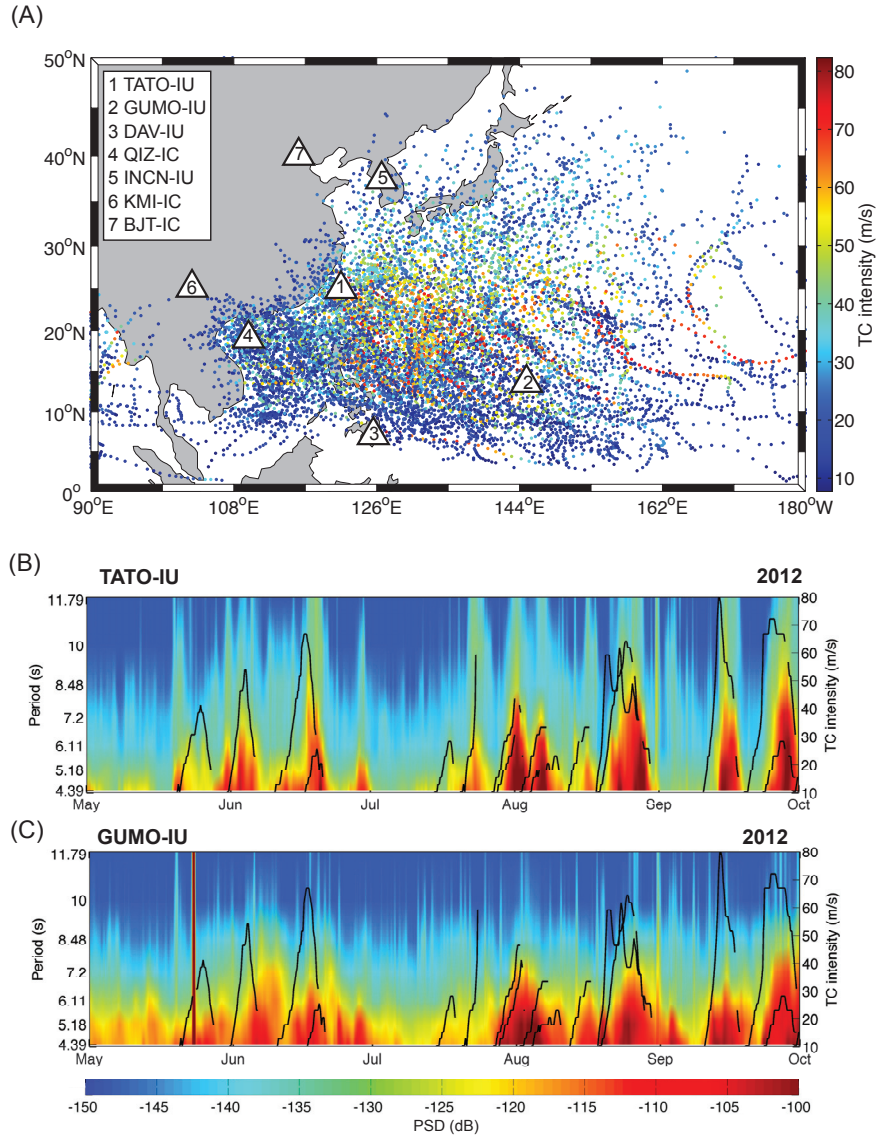 (A)
50°N
40°N
30°N
20°N
10°N
0°
90°E
108°E
126°E
144°E
162°E
180°W
1 TATO-IU
2 GUMO-IU
3 DAV-IU
4 QIZ-IC
5 INCN-IU
6 KMI-IC
7 BJT-IC
7
5
6
1
4
2
3
80
70
60
50
40
30
20
10
TC intensity (m/s)
(B)
TATO-IU 2012
11.79
10
8.48
7.2
6.11
5.10
4.39
Period (s)
80
70
60
50
40
30
20
10
TC intensity (m/s)
May Jun Jul Aug Sep Oct
(C)
GUMO-IU 2012
11.79
10
8.48
7.2
6.11
5.18
4.39
Period (s)
80
70
60
50
40
30
20
10
TC intensity (m/s)
May Jun Jul Aug Sep Oct
-150 -145 -140 -135 -130 -125 -120 -115 -110 -105 -100
PSD (dB)